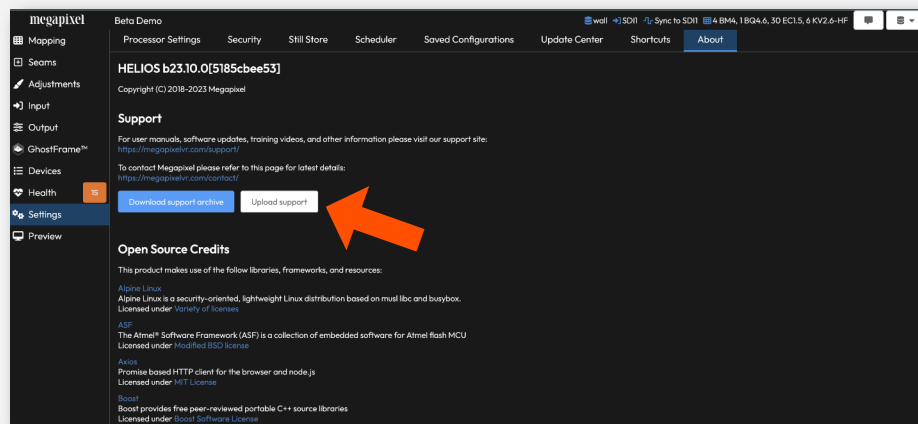 megapixel
Beta Demo
wall SDI1 Sync to SDI1 4 BM4, 1 BQ4.6, 30 EC1.5, 6 KV2.6-HF
Mapping
Seams
Adjustments
Input
Output
GhostFrame™
Devices
Health 15
Settings
Preview
Processor Settings Security Still Store Scheduler Saved Configurations Update Center Shortcuts About
HELIOS b23.10.0[5185cbee53]
Copyright (C) 2018-2023 Megapixel
Support
For user manuals, software updates, training videos, and other information please visit our support site:
https://megapixelvr.com/support/
To contact Megapixel please refer to this page for latest details:
https://megapixelvr.com/contact/
Download support archive Upload support
Open Source Credits
This product makes use of the follow libraries, frameworks, and resources:
Alpine Linux
Alpine Linux is a security-oriented, lightweight Linux distribution based on musl libc and busybox.
Licensed under Variety of licenses
ASF
The Atmel® Software Framework (ASF) is a collection of embedded software for Atmel flash MCU
Licensed under Modified BSD license
Axios
Promise based HTTP client for the browser and node.js
Licensed under MIT License
Boost
Boost provides free peer-reviewed portable C++ source libraries
Licensed under Boost Software License